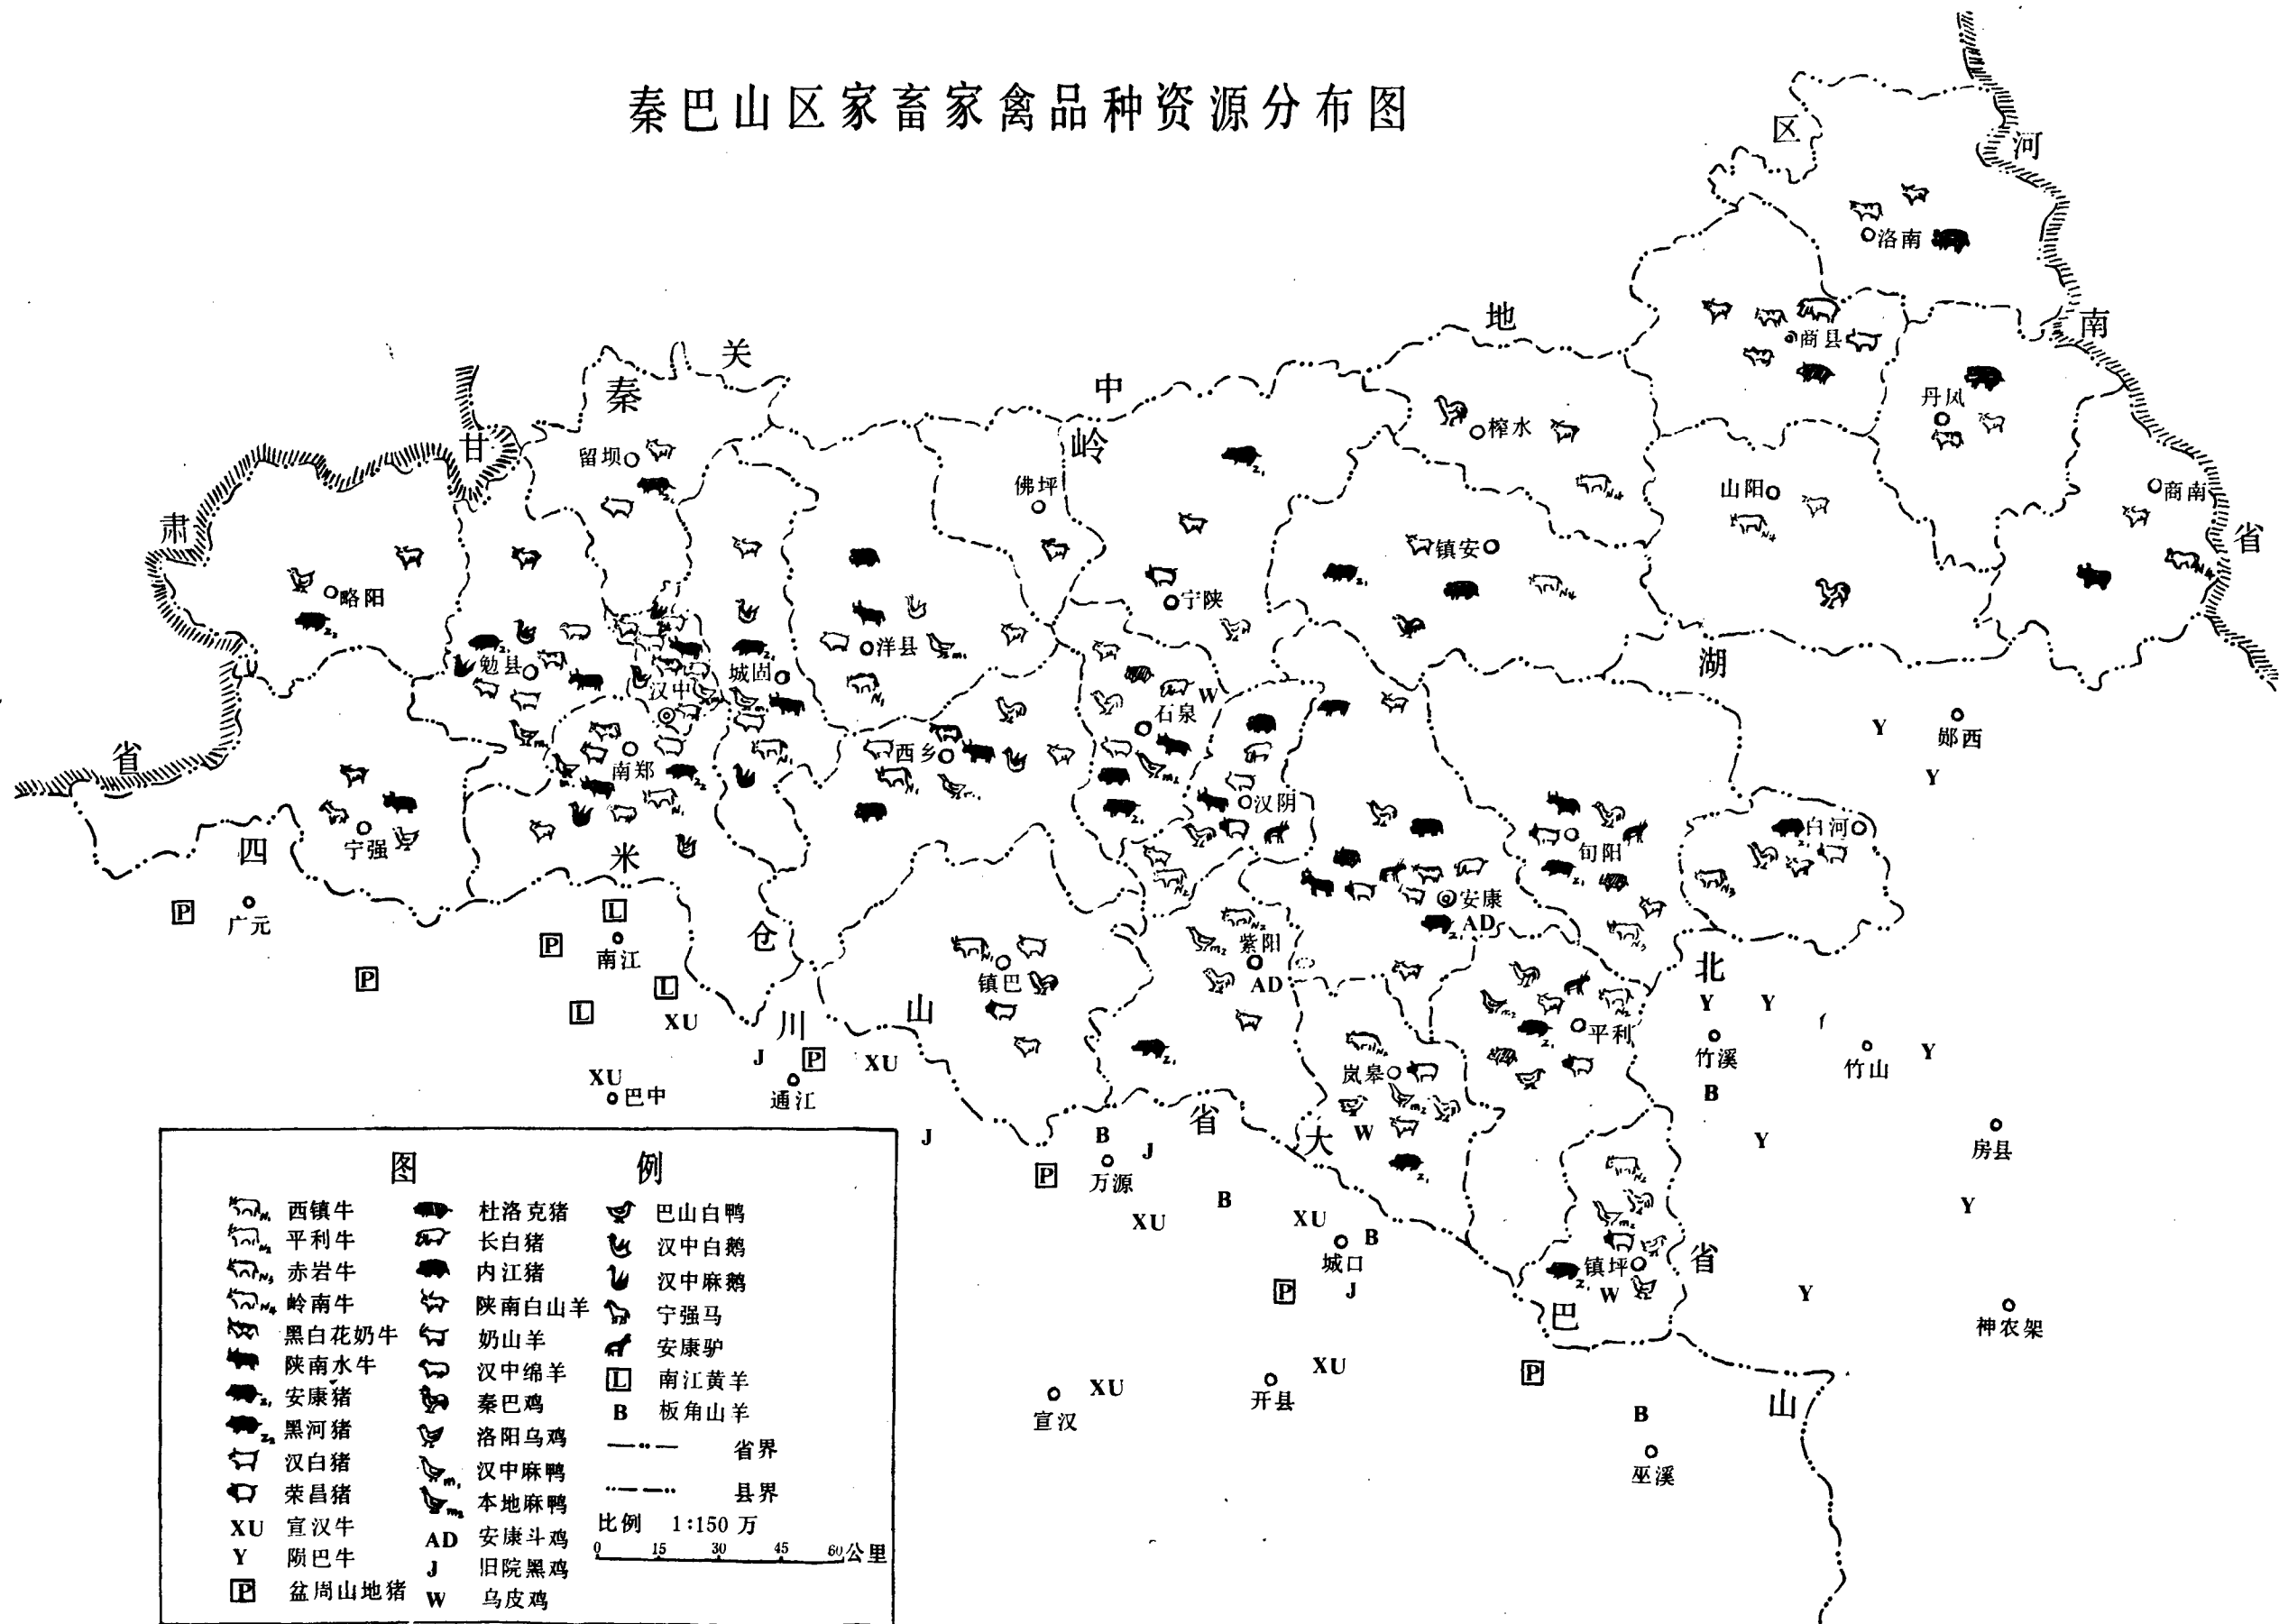 秦巴山区家畜家禽品种资源分布图
区
河
洛南
地
南
商县
关
中
秦
丹凤
甘
岭
榨水
留坝
佛坪
山阳
商南
肃
镇安
省
略阳
宁陕
洋县
湖
勉县
城固
汉中
石泉
W
Y
郧西
省
南郑
西乡
Y
汉阴
宁强
四
米
旬阳
白河
安康
P
广元
L
AD
P
南江
仓
紫阳
北
P
L
镇巴
AD
Y
Y
L
XU
川
山
平利
竹溪
竹山
Y
J
P
XU
岚皋
XU
巴中
通江
B
省
大
W
房县
J
B
J
Y
P
万源
B
XU
XU
B
城口
Y
省
镇坪
P
J
W
Y
巴
神农架
XU
P
宣汉
XU
开县
山
B
巫溪
图例
西镇牛
N1
平利牛
N2
赤岩牛
N3
岭南牛
N4
黑白花奶牛
陕南水牛
安康猪
Z1
黑河猪
Z2
汉白猪
荣昌猪
XU 宣汉牛
Y 陨巴牛
P 盆周山地猪
杜洛克猪
长白猪
内江猪
陕南白山羊
奶山羊
汉中绵羊
秦巴鸡
洛阳乌鸡
汉中麻鸭
m1
本地麻鸭
m2
AD 安康斗鸡
J 旧院黑鸡
W 乌皮鸡
巴山白鸭
汉中白鹅
汉中麻鹅
宁强马
安康驴
L 南江黄羊
B 板角山羊
省界
县界
比例 1:150 万
0 15 30 45 60公里